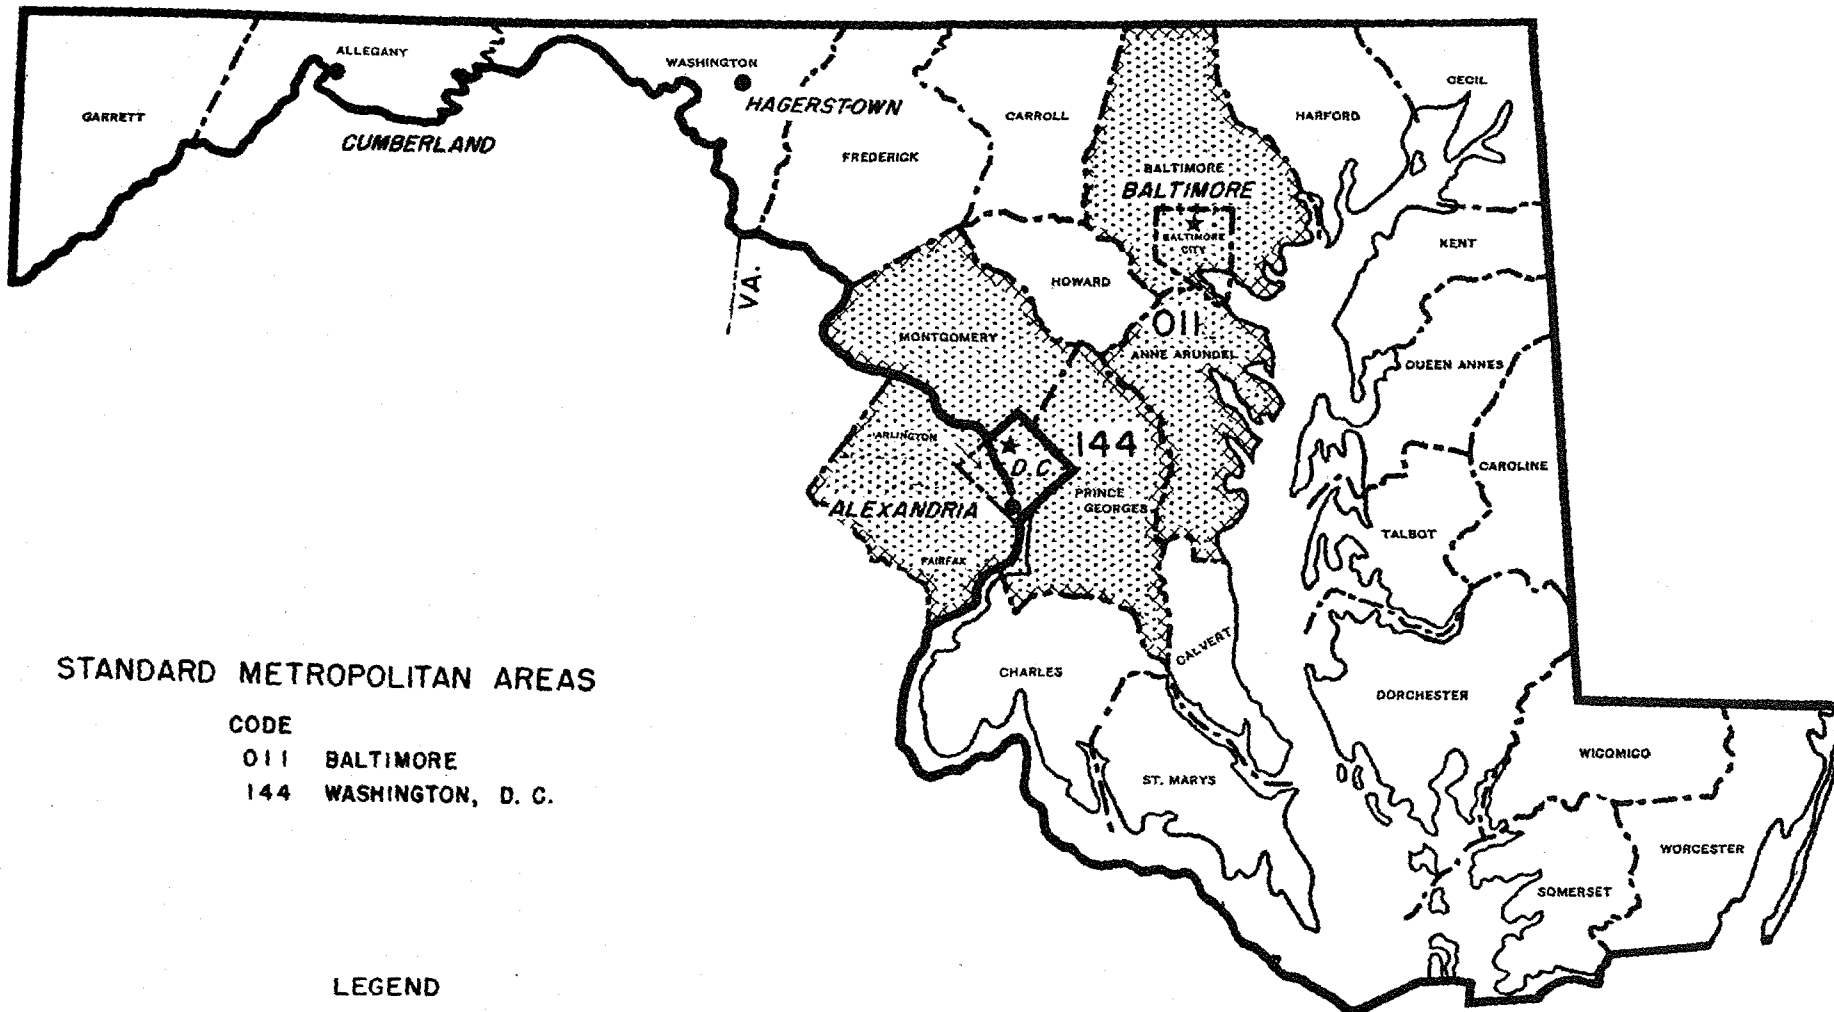 GARRETT
ALLEGANY
CUMBERLAND
WASHINGTON
HAGERSTOWN
FREDERICK
CARROLL
BALTIMORE
BALTIMORE
BALTIMORE
CITY
HARFORD
CECIL
KENT
VA.
HOWARD
011
MONTGOMERY
ANNE ARUNDEL
QUEEN ANNES
ARLINGTON
144
D.C.
CAROLINE
PRINCE
GEORGES
ALEXANDRIA
TALBOT
FAIRFAX
CALVERT
CHARLES
DORCHESTER
ST. MARYS
WICOMICO
WORCESTER
SOMERSET
STANDARD METROPOLITAN AREAS
CODE
011 BALTIMORE
144 WASHINGTON, D. C.
LEGEND